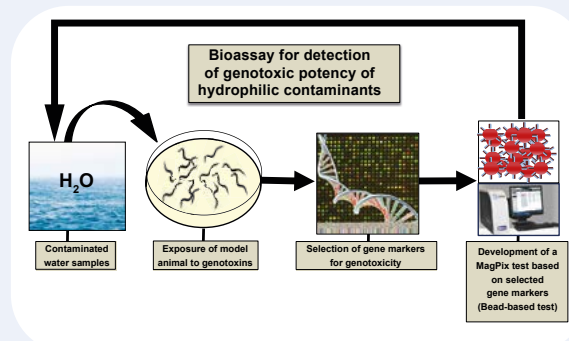 Bioassay for detection
of genotoxic potency of
hydrophilic contaminants
H₂O
Contaminated
water samples
Exposure of model
animal to genotoxins
Selection of gene markers
for genotoxicity
Development of a
MagPix test based
on selected
gene markers
(Bead-based test)